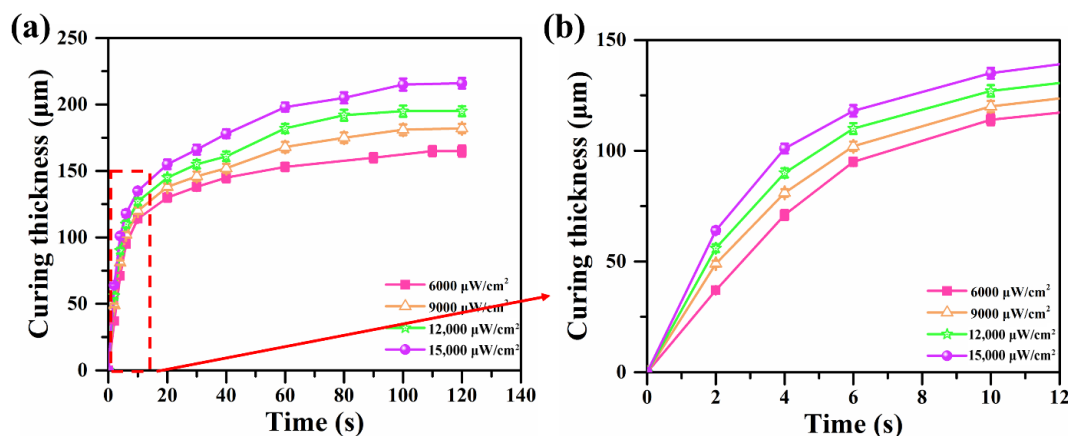 (a)
250
200
150
100
50
0
Curing thickness (μm)
0 20 40 60 80 100 120 140
Time (s)
6000 μW/cm²
9000 μW/cm²
12,000 μW/cm²
15,000 μW/cm²
(b)
150
100
50
0
Curing thickness (μm)
0 2 4 6 8 10 12
Time (s)
6000 μW/cm²
9000 μW/cm²
12,000 μW/cm²
15,000 μW/cm²